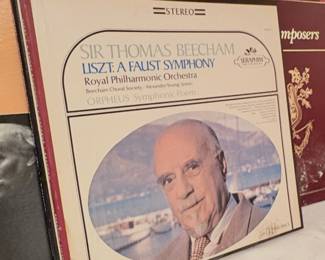 STEREO
SIR THOMAS BEECHAM
LISZT: A FAUST SYMPHONY
Royal Philharmonic Orchestra
Beecham Choral Society · Alexander Young, tenor
ORPHEUS Symphonic Poem
SERAPHIM
mposers